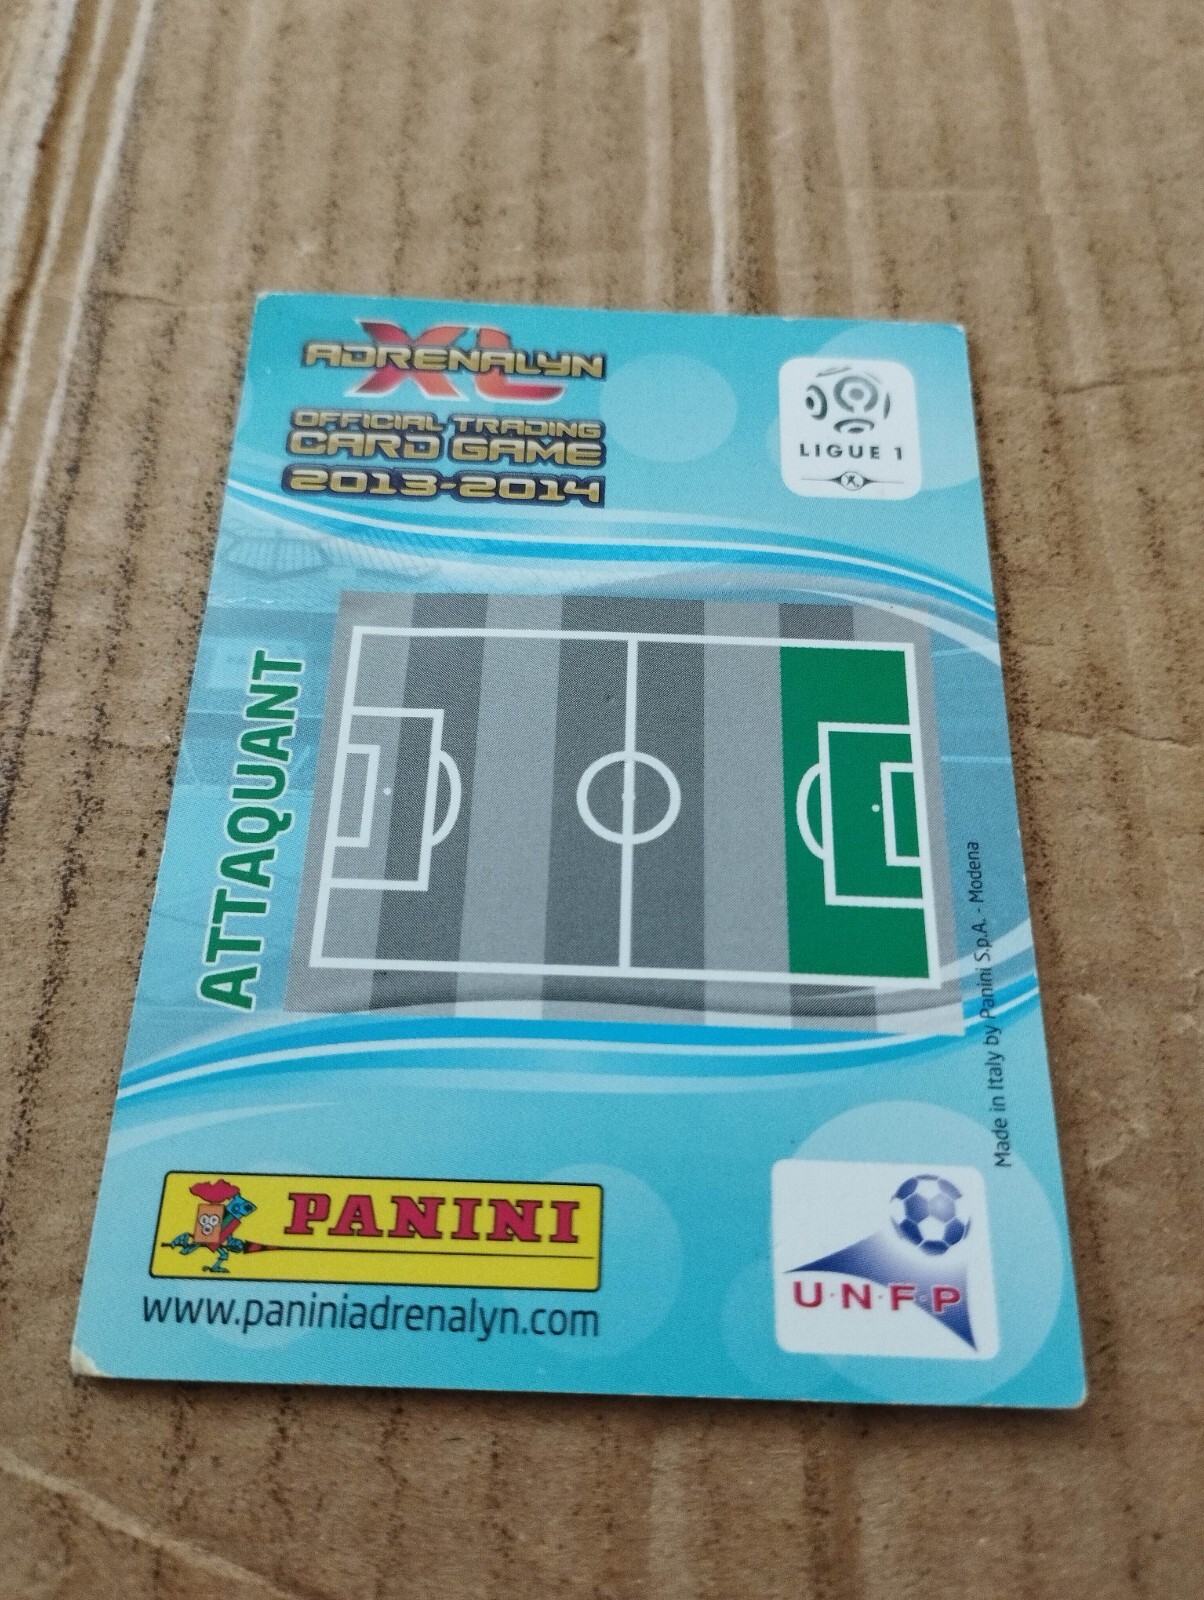 ADRENALYN XL
OFFICIAL TRADING
CARD GAME
2013-2014
LIGUE 1
ATTAQUANT
Made in Italy by Panini S.p.A. - Modena
PANINI
www.paniniadrenalyn.com
U·N·F·P